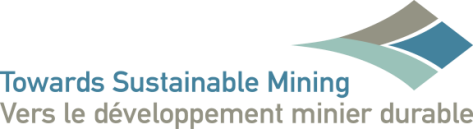 Towards Sustainable Mining
Vers le développement minier durable